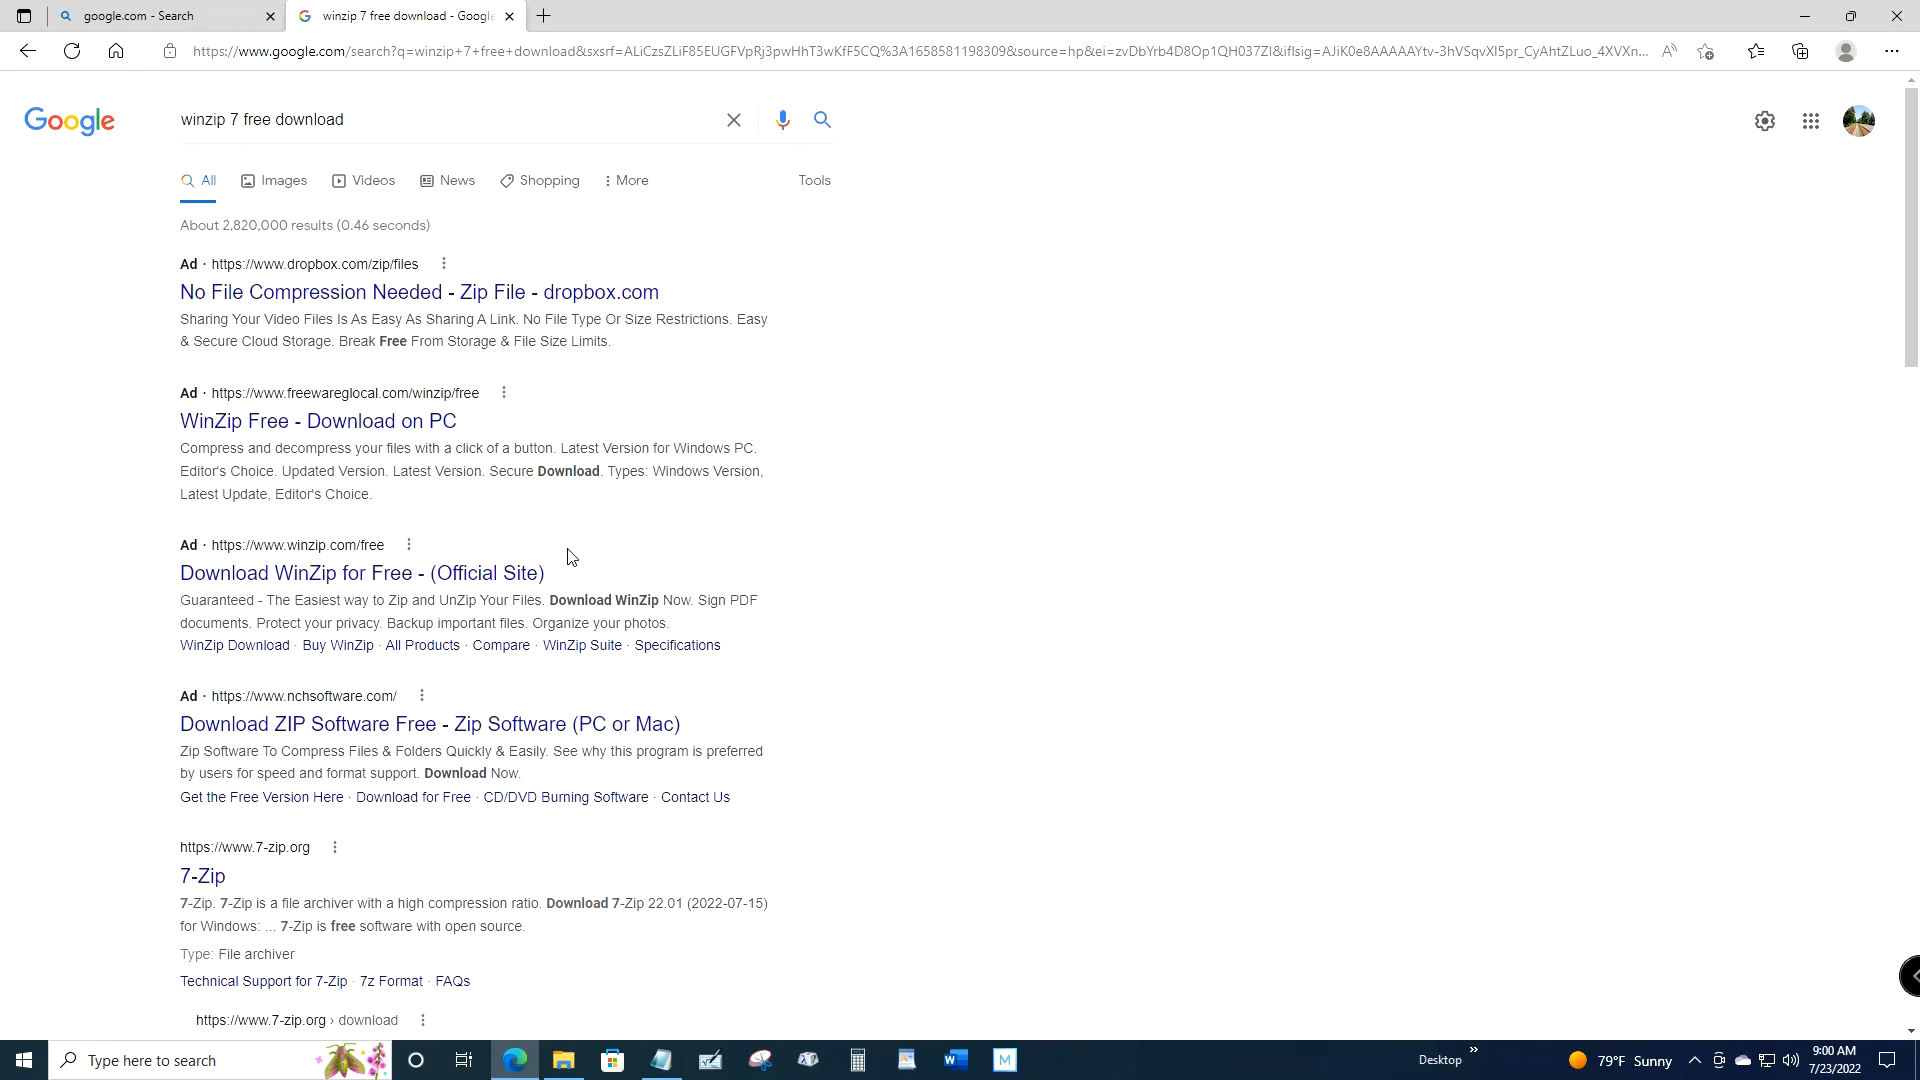 google.com - Search
winzip 7 free download - Google
https://www.google.com/search?q=winzip+7+free+download&sxsrf=ALiCzsZLiF85EUGFVpRj3pwHhT3wKfF5CQ%3A1658581198309&source=hp&ei=zvDbYrb4D8Op1QH037ZI&iflsig=AJiK0e8AAAAAYtv-3hVSqvXI5pr_CyAhtZLuo_4XVXn...
Google
winzip 7 free download
All Images Videos News Shopping More Tools
About 2,820,000 results (0.46 seconds)
Ad · https://www.dropbox.com/zip/files
No File Compression Needed - Zip File - dropbox.com
Sharing Your Video Files Is As Easy As Sharing A Link. No File Type Or Size Restrictions. Easy
& Secure Cloud Storage. Break Free From Storage & File Size Limits.
Ad · https://www.freewareglocal.com/winzip/free
WinZip Free - Download on PC
Compress and decompress your files with a click of a button. Latest Version for Windows PC.
Editor's Choice. Updated Version. Latest Version. Secure Download. Types: Windows Version,
Latest Update, Editor's Choice.
Ad · https://www.winzip.com/free
Download WinZip for Free - (Official Site)
Guaranteed - The Easiest way to Zip and UnZip Your Files. Download WinZip Now. Sign PDF
documents. Protect your privacy. Backup important files. Organize your photos.
WinZip Download · Buy WinZip · All Products · Compare · WinZip Suite · Specifications
Ad · https://www.nchsoftware.com/
Download ZIP Software Free - Zip Software (PC or Mac)
Zip Software To Compress Files & Folders Quickly & Easily. See why this program is preferred
by users for speed and format support. Download Now.
Get the Free Version Here · Download for Free · CD/DVD Burning Software · Contact Us
https://www.7-zip.org
7-Zip
7-Zip. 7-Zip is a file archiver with a high compression ratio. Download 7-Zip 22.01 (2022-07-15)
for Windows: ... 7-Zip is free software with open source.
Type: File archiver
Technical Support for 7-Zip · 7z Format · FAQs
https://www.7-zip.org › download
Type here to search
Desktop
79°F Sunny
9:00 AM
7/23/2022